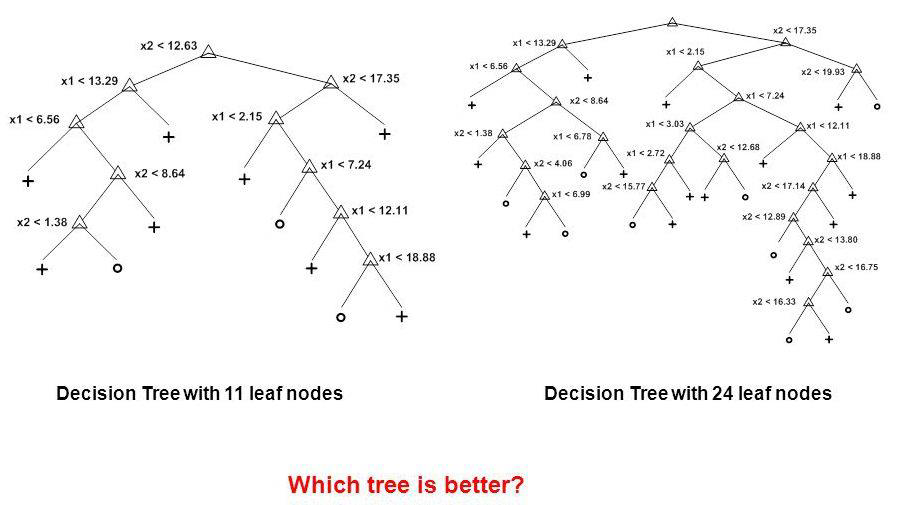 x2 < 12.63
x1 < 13.29
x2 < 17.35
x1 < 6.56
x1 < 2.15
+
+
x2 < 8.64
x1 < 7.24
+
+
x2 < 1.38
+
o
x1 < 12.11
+
o
+
x1 < 18.88
o
+
Decision Tree with 11 leaf nodes
x2 < 17.35
x1 < 13.29
x1 < 2.15
x1 < 6.56
+
x2 < 19.93
+
x2 < 8.64
+
x1 < 7.24
+
o
x2 < 1.38
x1 < 6.78
x1 < 3.03
x1 < 12.11
+
x2 < 4.06
o
+
x1 < 2.72
x2 < 12.68
+
x1 < 18.88
o
x1 < 6.99
x2 < 15.77
+
+
o
x2 < 17.14
+
+
o
o
+
x2 < 12.89
o
x2 < 13.80
+
x2 < 16.75
x2 < 16.33
o
o
+
Decision Tree with 24 leaf nodes
Which tree is better?